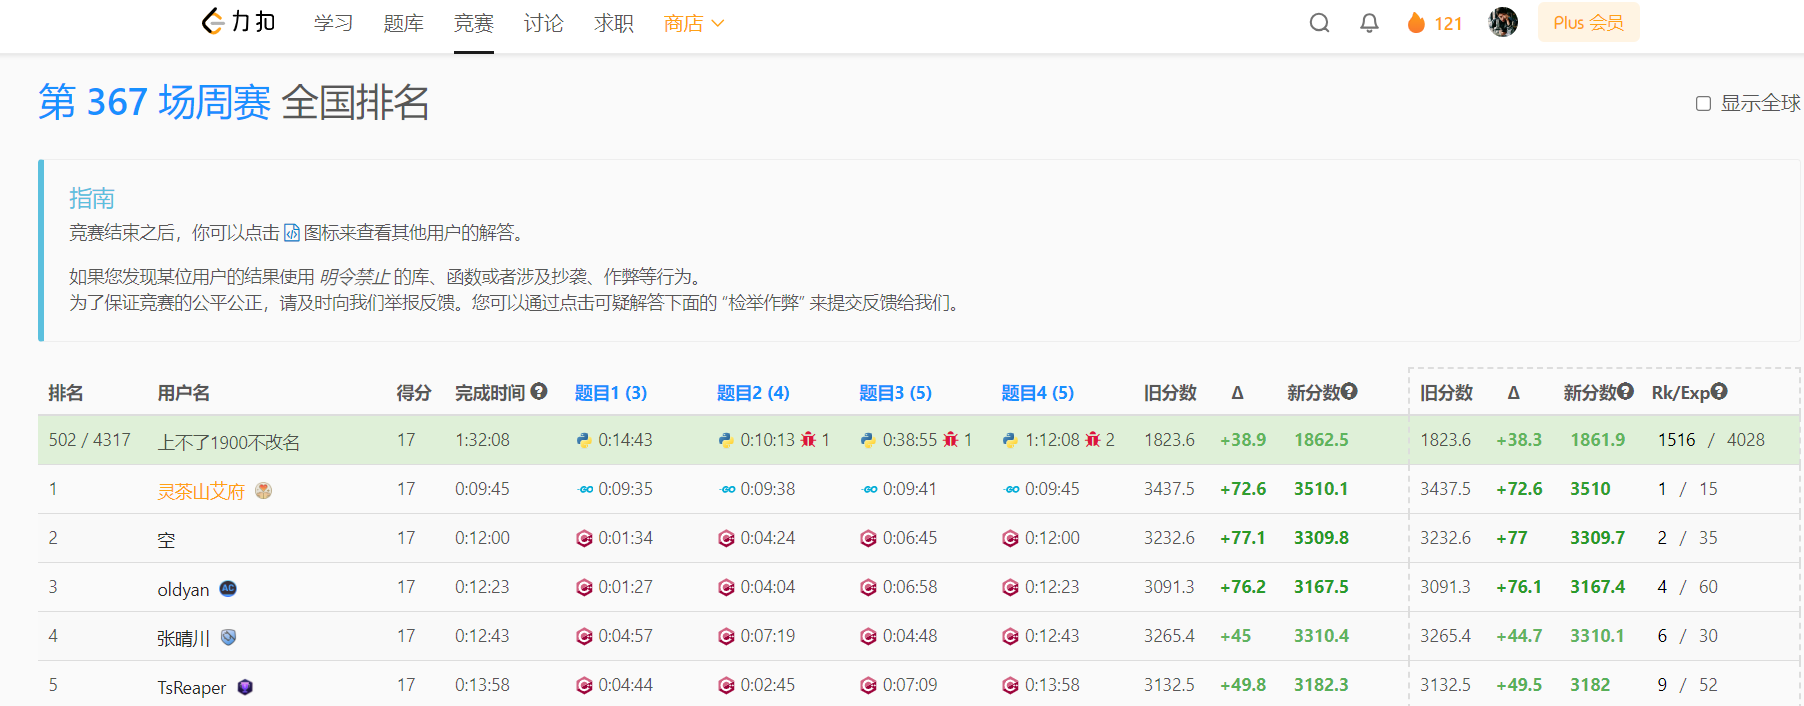 力扣 学习 题库 竞赛 讨论 求职 商店 121 Plus 会员
第 367 场周赛 全国排名 显示全球
指南
竞赛结束之后，你可以点击 图标来查看其他用户的解答。
如果您发现某位用户的结果使用 明令禁止 的库、函数或者涉及抄袭、作弊等行为。
为了保证竞赛的公平公正，请及时向我们举报反馈。您可以通过点击可疑解答下面的 “检举作弊” 来提交反馈给我们。
排名 用户名 得分 完成时间 ? 题目1 (3) 题目2 (4) 题目3 (5) 题目4 (5) 旧分数 Δ 新分数 ? 旧分数 Δ 新分数 ? Rk/Exp ?
502 / 4317 上不了1900不改名 17 1:32:08 0:14:43 0:10:13 1 0:38:55 1 1:12:08 2 1823.6 +38.9 1862.5 1823.6 +38.3 1861.9 1516 / 4028
1 灵茶山艾府 17 0:09:45 GO 0:09:35 GO 0:09:38 GO 0:09:41 GO 0:09:45 3437.5 +72.6 3510.1 3437.5 +72.6 3510 1 / 15
2 空 17 0:12:00 0:01:34 0:04:24 0:06:45 0:12:00 3232.6 +77.1 3309.8 3232.6 +77 3309.7 2 / 35
3 oldyan AC 17 0:12:23 0:01:27 0:04:04 0:06:58 0:12:23 3091.3 +76.2 3167.5 3091.3 +76.1 3167.4 4 / 60
4 张晴川 17 0:12:43 0:04:57 0:07:19 0:04:48 0:12:43 3265.4 +45 3310.4 3265.4 +44.7 3310.1 6 / 30
5 TsReaper 17 0:13:58 0:04:44 0:02:45 0:07:09 0:13:58 3132.5 +49.8 3182.3 3132.5 +49.5 3182 9 / 52